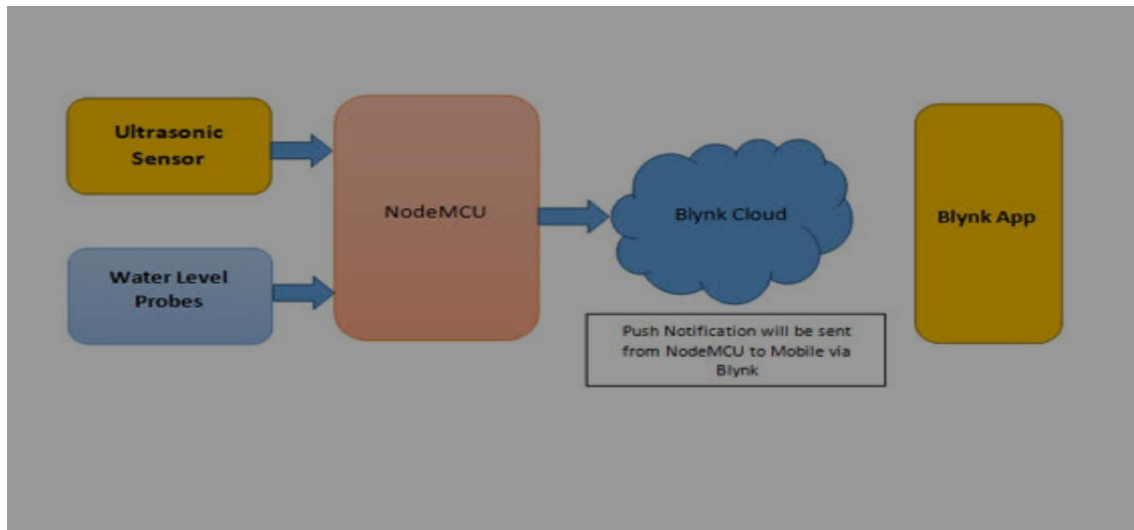 Ultrasonic
Sensor
Water Level
Probes
NodeMCU
Blynk Cloud
Push Notification will be sent
from NodeMCU to Mobile via
Blynk
Blynk App